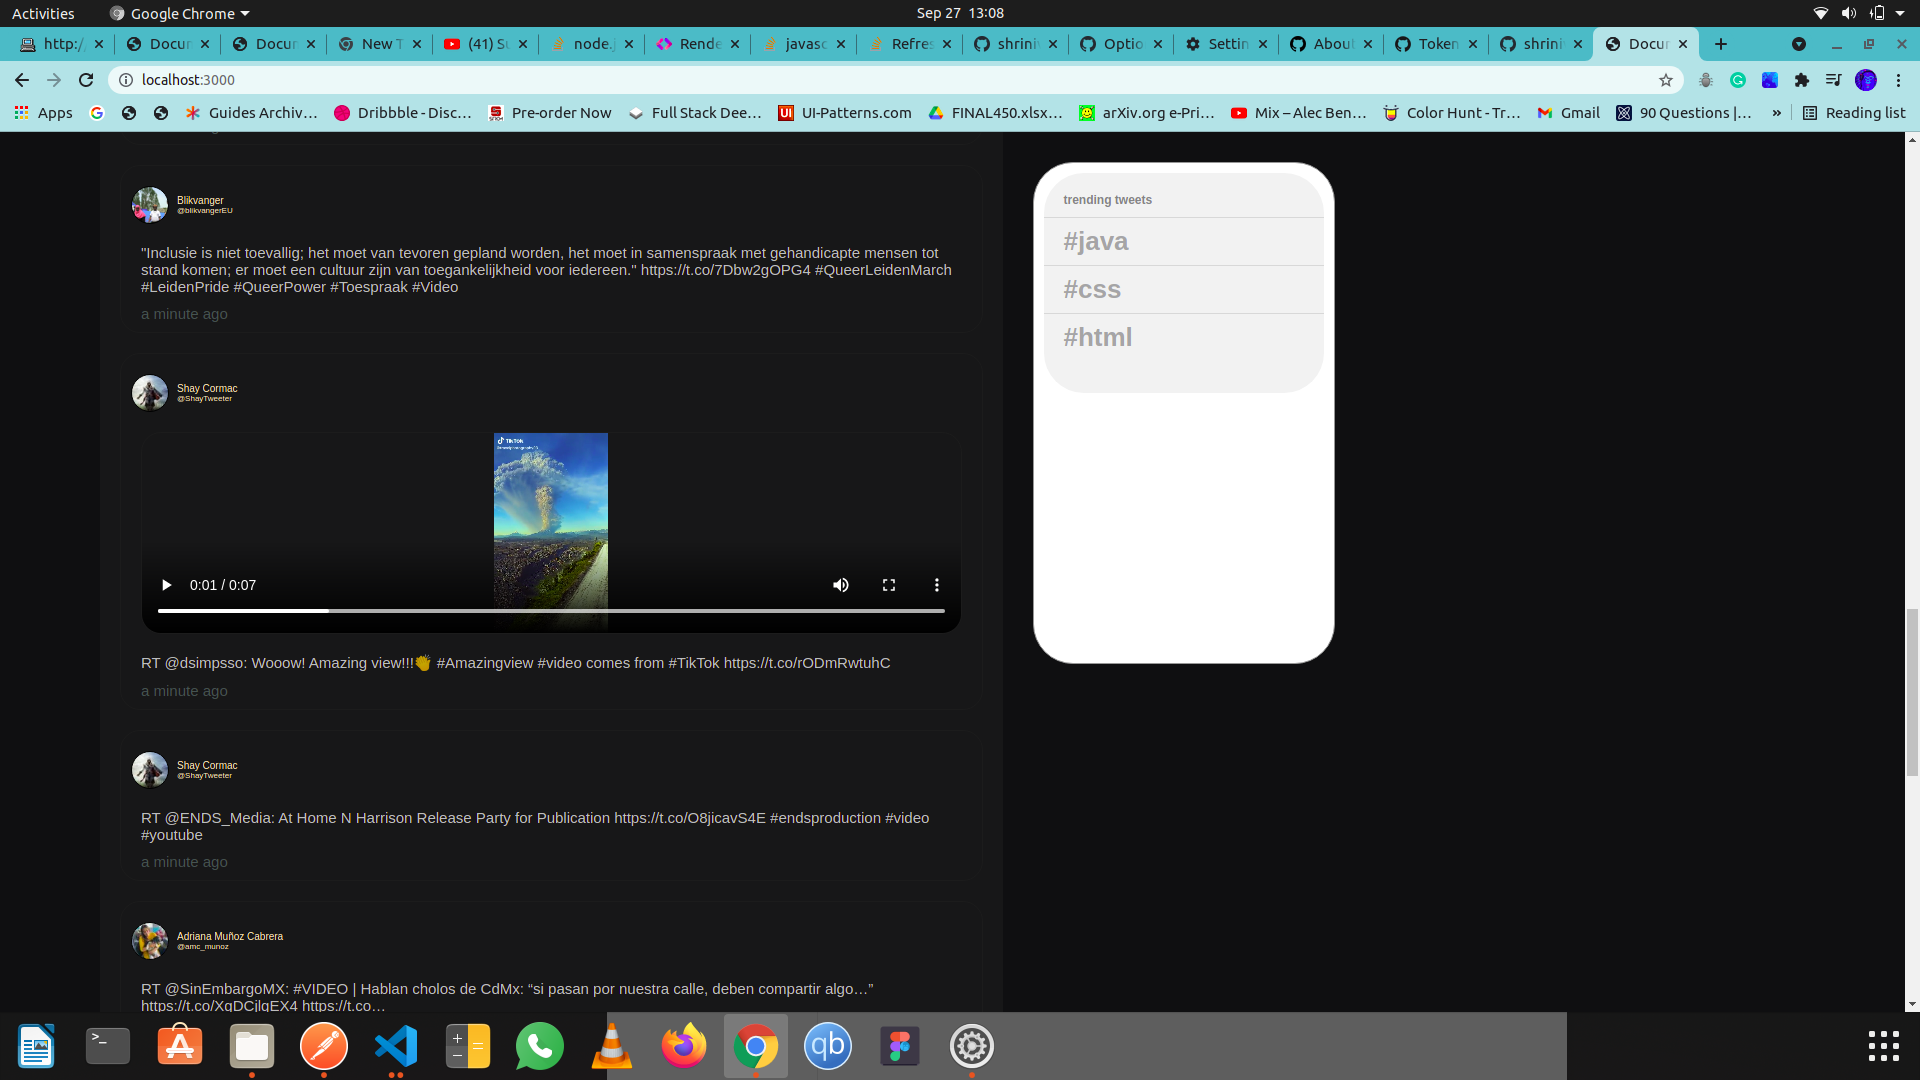 Activities
Google Chrome
Sep 27 13:08
http:/
Docu
Docu
New T
(41) S
node.
Rende
javasc
Refre
shrini
Optio
Settin
About
Token
shrini
Docu
localhost:3000
Apps
Guides Archiv…
Dribbble - Disc…
Pre-order Now
Full Stack Dee…
UI-Patterns.com
FINAL450.xlsx…
arXiv.org e-Pri…
Mix – Alec Ben…
Color Hunt - Tr…
Gmail
90 Questions |…
»
Reading list
Blikvanger
@blikvangerEU
"Inclusie is niet toevallig; het moet van tevoren gepland worden, het moet in samenspraak met gehandicapte mensen tot
stand komen; er moet een cultuur zijn van toegankelijkheid voor iedereen." https://t.co/7Dbw2gOPG4 #QueerLeidenMarch
#LeidenPride #QueerPower #Toespraak #Video
a minute ago
Shay Cormac
@ShayTweeter
TikTok
0:01 / 0:07
RT @dsimpsso: Wooow! Amazing view!!!👏 #Amazingview #video comes from #TikTok https://t.co/rODmRwtuhC
a minute ago
Shay Cormac
@ShayTweeter
RT @ENDS_Media: At Home N Harrison Release Party for Publication https://t.co/O8jicavS4E #endsproduction #video
#youtube
a minute ago
Adriana Muñoz Cabrera
@amc_munoz
RT @SinEmbargoMX: #VIDEO | Hablan cholos de CdMx: “si pasan por nuestra calle, deben compartir algo…”
https://t.co/XgDCjlgEX4 https://t.co…
trending tweets
#java
#css
#html
qb